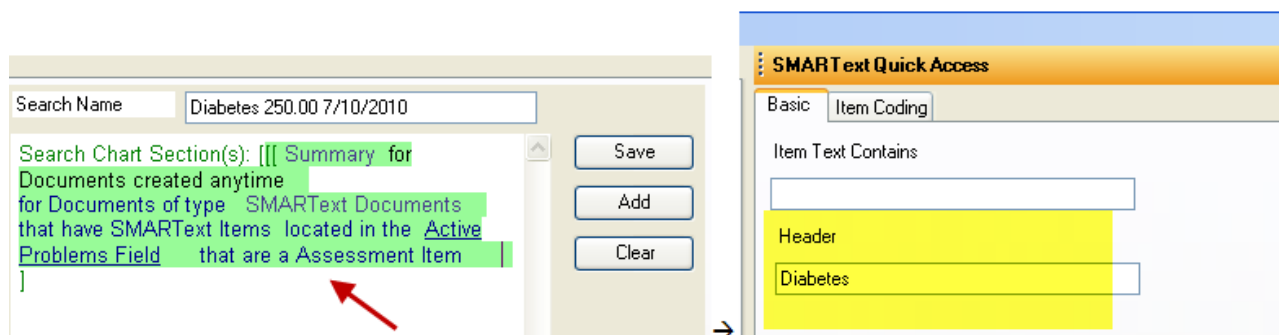 Search Name
Diabetes 250.00 7/10/2010
Search Chart Section(s): [[[ Summary for
Documents created anytime
for Documents of type SMARText Documents
that have SMARText Items located in the Active
Problems Field that are a Assessment Item
]
Save
Add
Clear
→
SMARText Quick Access
Basic
Item Coding
Item Text Contains
Header
Diabetes